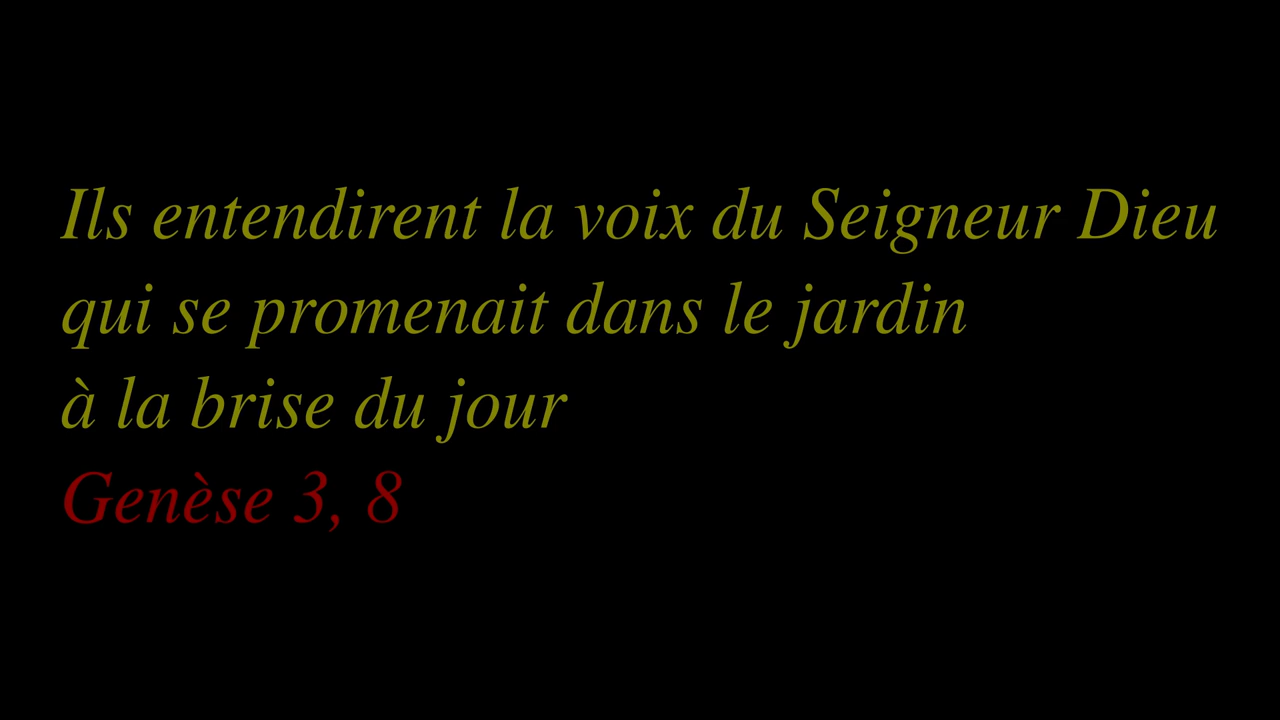 Ils entendirent la voix du Seigneur Dieu
qui se promenait dans le jardin
à la brise du jour
Genèse 3, 8